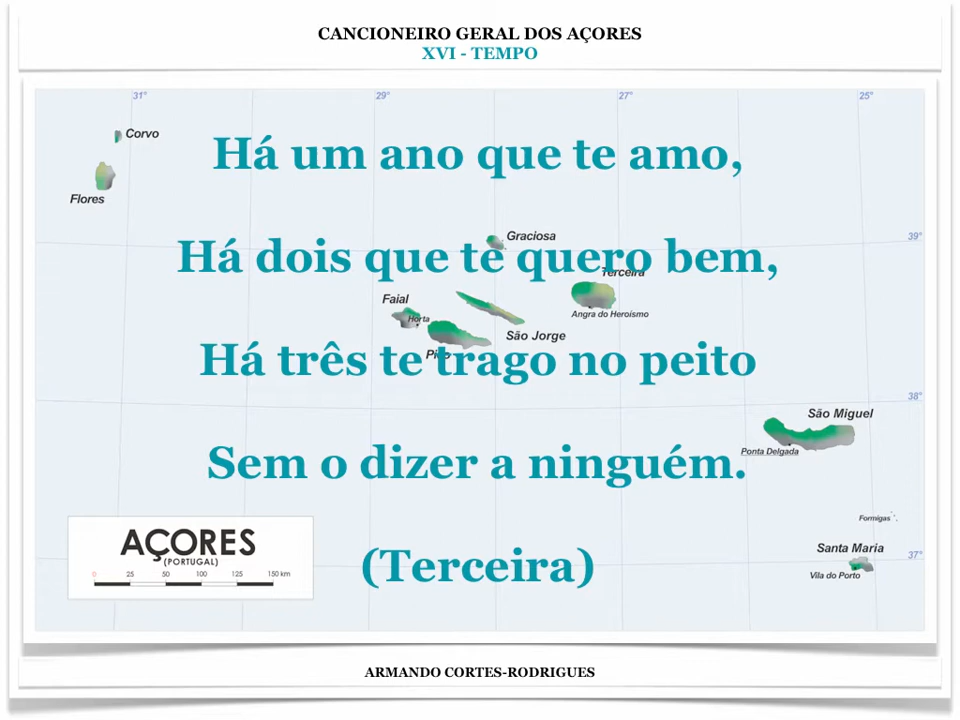 CANCIONEIRO GERAL DOS AÇORES
XVI - TEMPO
31° 29° 27° 25°
Corvo
Há um ano que te amo,
Flores
Graciosa
39°
Há dois que te quero bem,
Terceira
Faial
Angra do Heroísmo
Horta
São Jorge
Pico
Há três te trago no peito
38°
São Miguel
Ponta Delgada
Sem o dizer a ninguém.
Formigas
AÇORES
(PORTUGAL)
Santa Maria
37°
(Terceira)
Vila do Porto
0 25 50 100 125 150 km
ARMANDO CORTES-RODRIGUES